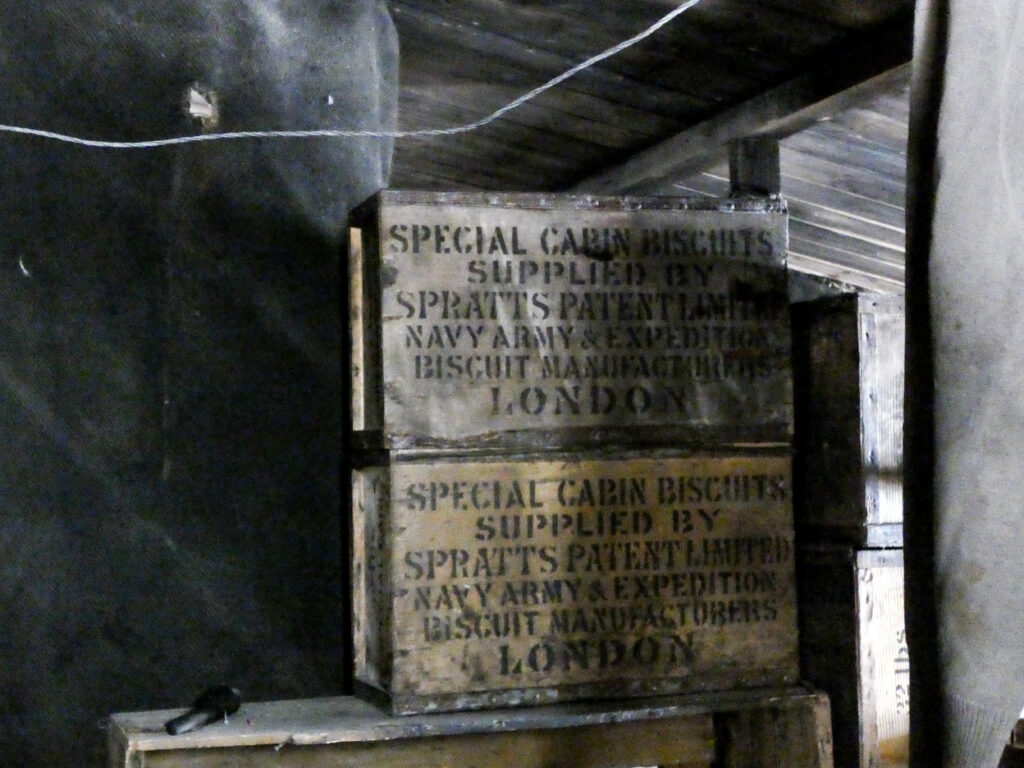 SPECIAL CABIN BISCUITS
SUPPLIED BY
SPRATTS PATENT LIMITED
NAVY ARMY & EXPEDITION
BISCUIT MANUFACTURERS
LONDON
SPECIAL CABIN BISCUITS
SUPPLIED BY
SPRATTS PATENT LIMITED
NAVY ARMY & EXPEDITION
BISCUIT MANUFACTURERS
LONDON
lbs